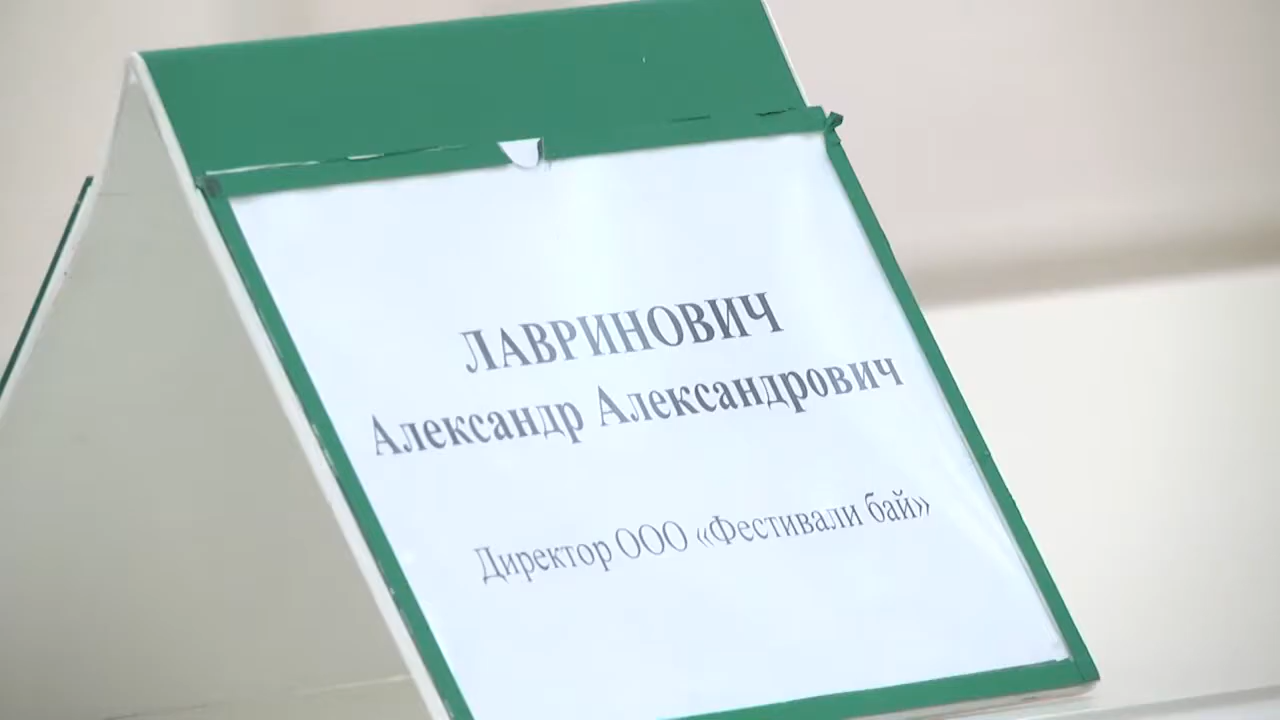 ЛАВРИНОВИЧ
Александр Александрович
Директор ООО «Фестивали бай»